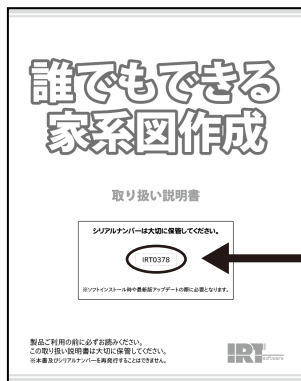 誰でもできる
家系図作成
取り扱い説明書
シリアルナンバーは大切に保管してください。
IRT0378
※ソフトインストール時や最新版アップデートの際に必要となります。
製品ご利用の前に必ずお読みください。
この取り扱い説明書は大切に保管してください。
※本書及びシリアルナンバーを再発行することはできません。
IRT software